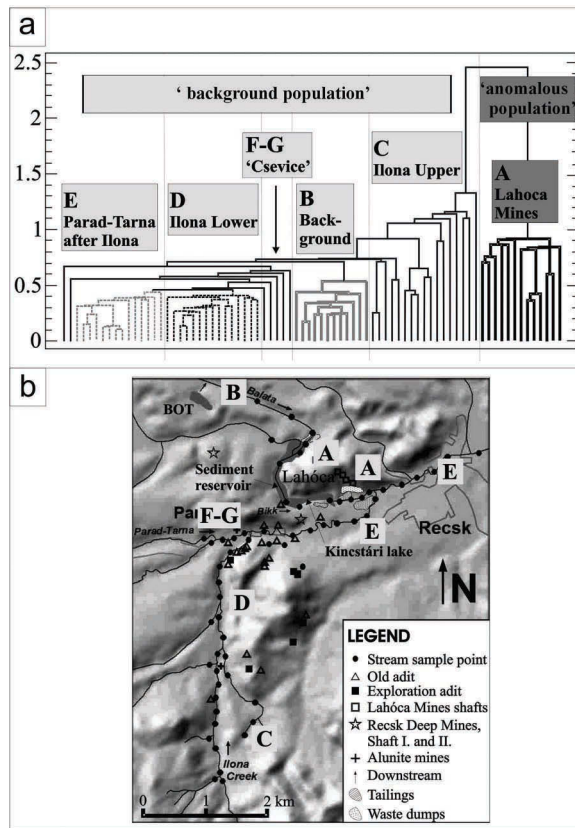 a
2.5
2
1.5
1
0.5
0
' background population'
'anomalous
population'
F-G
'Csevice'
C
Ilona Upper
A
Lahoca
Mines
E
Parad-Tarna
after Ilona
D
Ilona Lower
B
Back-
ground
b
B
Balata
BOT
Sediment
reservoir
A
Lahóca
A
E
F-G
Bikk
Parad-Tarna
E
Recsk
Kincstári lake
N
D
C
Ilona
Creek
0 1 2 km
LEGEND
Stream sample point
Old adit
Exploration adit
Lahóca Mines shafts
Recsk Deep Mines,
Shaft I. and II.
Alunite mines
Downstream
Tailings
Waste dumps